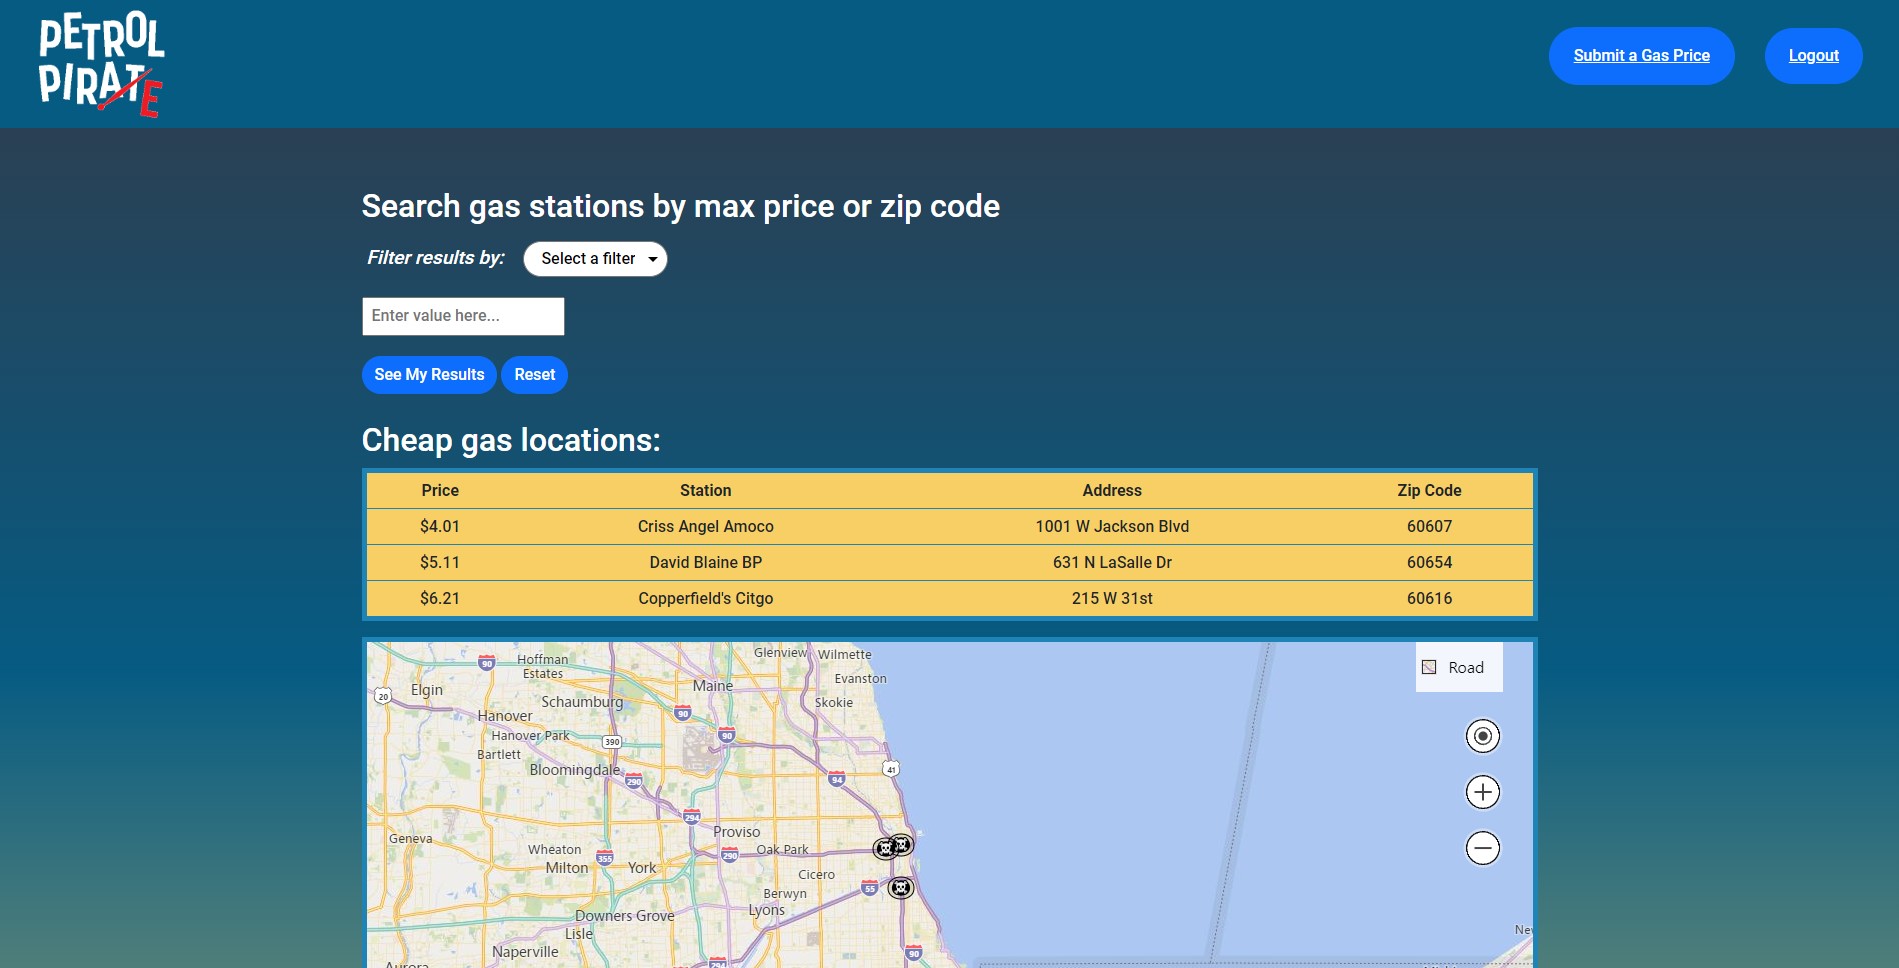 PETROL
PIRATE
Submit a Gas Price
Logout
Search gas stations by max price or zip code
Filter results by:
Select a filter
Enter value here...
See My Results
Reset
Cheap gas locations:
Price Station Address Zip Code
$4.01 Criss Angel Amoco 1001 W Jackson Blvd 60607
$5.11 David Blaine BP 631 N LaSalle Dr 60654
$6.21 Copperfield's Citgo 215 W 31st 60616
Glenview
Wilmette
90
Hoffman
Estates
Road
Evanston
Maine
Elgin
20
Schaumburg
Skokie
90
Hanover
Hanover Park
390
90
Bartlett
Bloomingdale
290
94
41
294
Proviso
Geneva
Wheaton
355
290
Oak Park
Milton
York
Cicero
55
Berwyn
Lyons
Downers Grove
Lisle
Naperville
90
294
Aurora